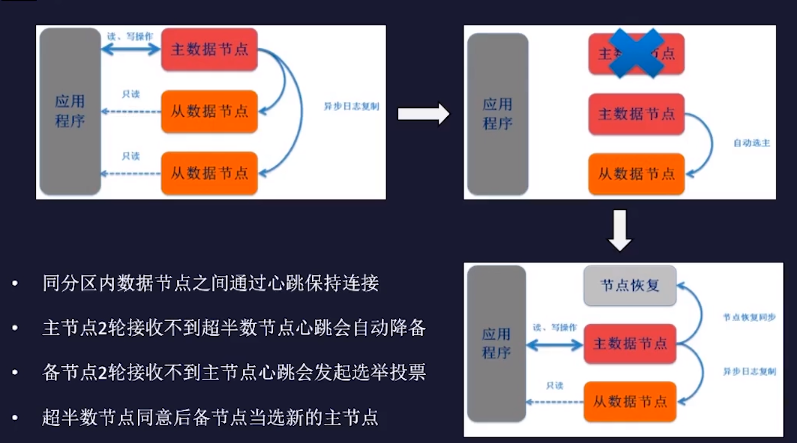 读、写操作
主数据节点
应用
程序
只读
从数据节点
异步日志复制
只读
从数据节点
主数据节点
应用
程序
主数据节点
自动选主
从数据节点
节点恢复
应用
程序
节点恢复同步
读、写操作
主数据节点
异步日志复制
只读
从数据节点
• 同分区内数据节点之间通过心跳保持连接
• 主节点2轮接收不到超半数节点心跳会自动降备
• 备节点2轮接收不到主节点心跳会发起选举投票
• 超半数节点同意后备节点当选新的主节点